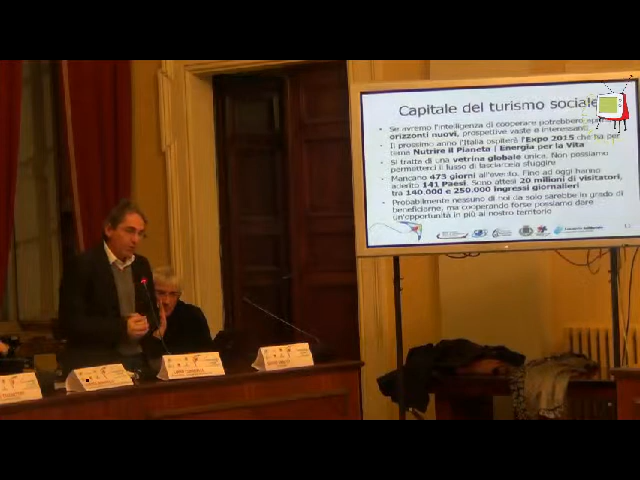 Capitale del turismo sociale
Se avremo l'intelligenza di cooperare potrebbero
orizzonti nuovi, prospettive vaste e interessanti
Il prossimo anno l'Italia ospiterà l'Expo 2015 che ha per
tema Nutrire il Pianeta | Energia per la Vita
Si tratta di una vetrina globale unica. Non possiamo
permetterci il lusso di lasciarcela sfuggire
Mancano 473 giorni all'evento. Fino ad oggi hanno
aderito 141 Paesi. Sono attesi 20 milioni di visitatori,
tra 140.000 e 250.000 ingressi giornalieri
Probabilmente nessuno di noi da solo sarebbe in grado di
beneficiarne, ma cooperando forse possiamo dare
un'opportunità in più al nostro territorio